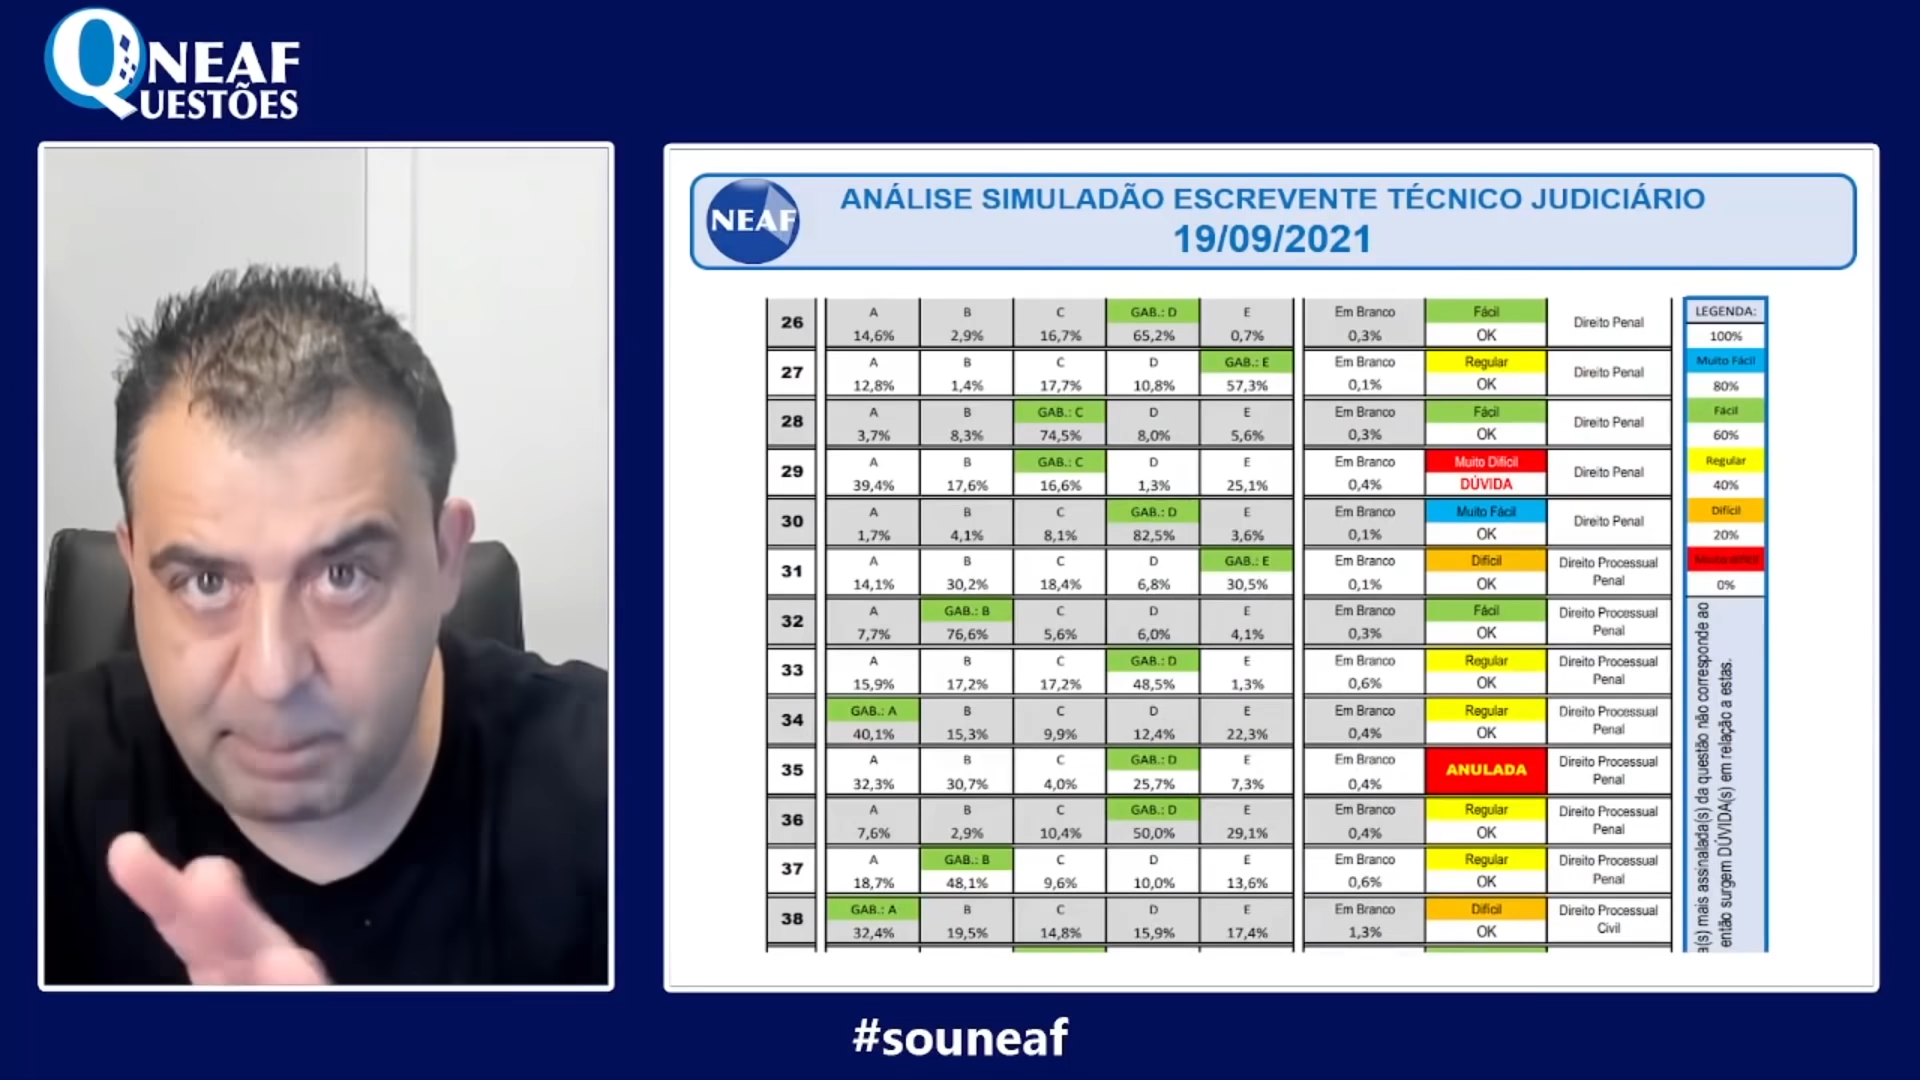 QNEAF
QUESTÕES
NEAF
ANÁLISE SIMULADÃO ESCREVENTE TÉCNICO JUDICIÁRIO
19/09/2021
26 A B C GAB.: D E Em Branco Fácil Direito Penal
14,6% 2,9% 16,7% 65,2% 0,7% 0,3% OK
27 A B C D GAB.: E Em Branco Regular Direito Penal
12,8% 1,4% 17,7% 10,8% 57,3% 0,1% OK
28 A B GAB.: C D E Em Branco Fácil Direito Penal
3,7% 8,3% 74,5% 8,0% 5,6% 0,3% OK
29 A B GAB.: C D E Em Branco Muito Difícil Direito Penal
39,4% 17,6% 16,6% 1,3% 25,1% 0,4% DÚVIDA
30 A B C GAB.: D E Em Branco Muito Fácil Direito Penal
1,7% 4,1% 8,1% 82,5% 3,6% 0,1% OK
31 A B C D GAB.: E Em Branco Difícil Direito Processual
14,1% 30,2% 18,4% 6,8% 30,5% 0,1% OK Penal
32 A GAB.: B C D E Em Branco Fácil Direito Processual
7,7% 76,6% 5,6% 6,0% 4,1% 0,3% OK Penal
33 A B C GAB.: D E Em Branco Regular Direito Processual
15,9% 17,2% 17,2% 48,5% 1,3% 0,6% OK Penal
34 GAB.: A B C D E Em Branco Regular Direito Processual
40,1% 15,3% 9,9% 12,4% 22,3% 0,4% OK Penal
35 A B C GAB.: D E Em Branco ANULADA Direito Processual
32,3% 30,7% 4,0% 25,7% 7,3% 0,4% Penal
36 A B C GAB.: D E Em Branco Regular Direito Processual
7,6% 2,9% 10,4% 50,0% 29,1% 0,4% OK Penal
37 A GAB.: B C D E Em Branco Regular Direito Processual
18,7% 48,1% 9,6% 10,0% 13,6% 0,6% OK Penal
38 GAB.: A B C D E Em Branco Difícil Direito Processual
32,4% 19,5% 14,8% 15,9% 17,4% 1,3% OK Civil
LEGENDA:
100%
Muito Fácil
80%
Fácil
60%
Regular
40%
Difícil
20%
Muito Difícil
0%
a(s) mais assinalada(s) da questão não corresponde ao
então surgem DÚVIDA(s) em relação a estas.
#souneaf